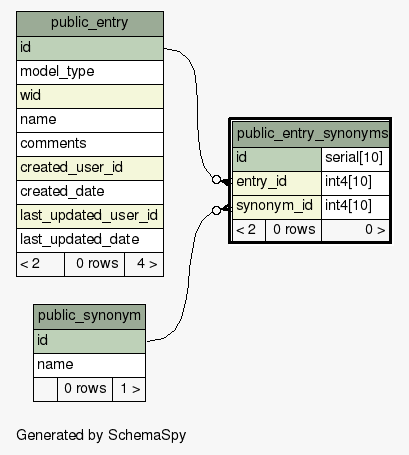 public_entry
id
model_type
wid
name
comments
created_user_id
created_date
last_updated_user_id
last_updated_date
< 2 0 rows 4 >
public_entry_synonyms
id serial[10]
entry_id int4[10]
synonym_id int4[10]
< 2 0 rows 0 >
public_synonym
id
name
0 rows 1 >
Generated by SchemaSpy